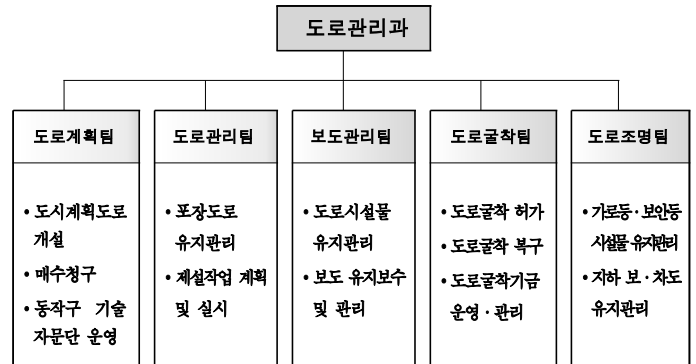 도로관리과
도로계획팀
• 도시계획도로
개설
• 매수청구
• 동작구 기술
자문단 운영
도로관리팀
• 포장도로
유지관리
• 제설작업 계획
및 실시
보도관리팀
• 도로시설물
유지관리
• 보도 유지보수
및 관리
도로굴착팀
• 도로굴착 허가
• 도로굴착 복구
• 도로굴착기금
운영·관리
도로조명팀
• 가로등·보안등
시설물 유지관리
• 지하 보·차도
유지관리